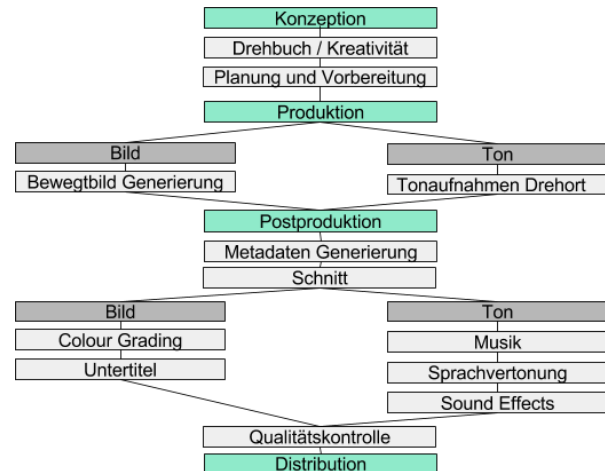 Konzeption
Drehbuch / Kreativität
Planung und Vorbereitung
Produktion
Bild
Ton
Bewegtbild Generierung
Tonaufnahmen Drehort
Postproduktion
Metadaten Generierung
Schnitt
Bild
Ton
Colour Grading
Musik
Untertitel
Sprachvertonung
Sound Effects
Qualitätskontrolle
Distribution